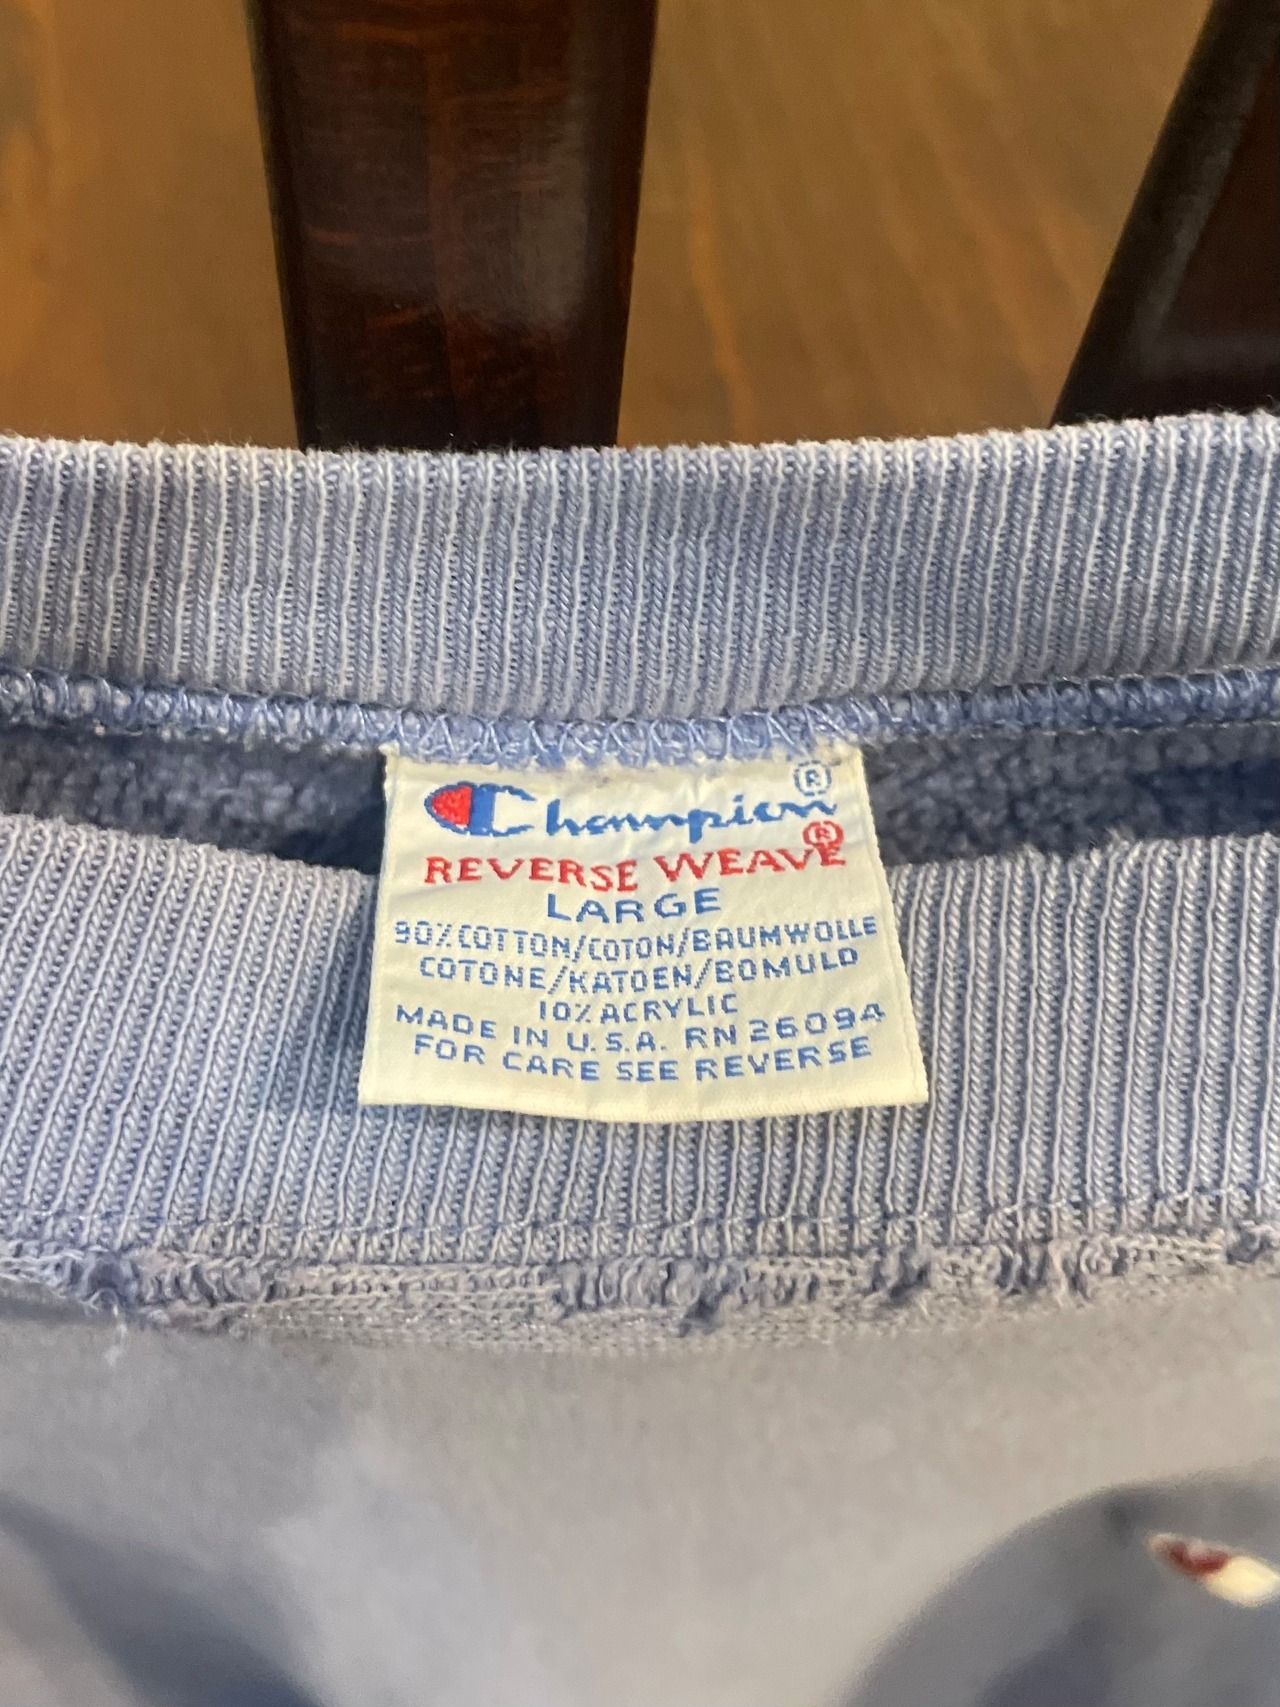 Champion®
REVERSE WEAVE®
LARGE
90% COTTON/COTON/BAUMWOLLE
COTONE/KATOEN/BOMULD
10% ACRYLIC
MADE IN U.S.A. RN 26094
FOR CARE SEE REVERSE